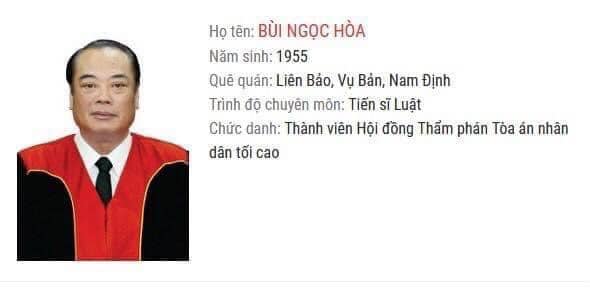 Họ tên: BÙI NGỌC HÒA
Năm sinh: 1955
Quê quán: Liên Bảo, Vụ Bản, Nam Định
Trình độ chuyên môn: Tiến sĩ Luật
Chức danh: Thành viên Hội đồng Thẩm phán Tòa án nhân
dân tối cao